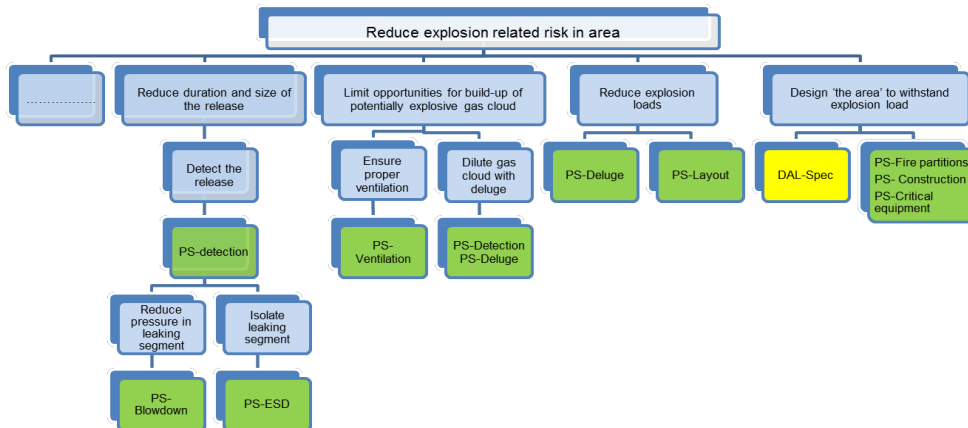 Reduce explosion related risk in area
………………
Reduce duration and size of
the release
Limit opportunities for build-up of
potentially explosive gas cloud
Reduce explosion
loads
Design ‘the area’ to withstand
explosion load
Detect the
release
Ensure
proper
ventilation
Dilute gas
cloud with
deluge
PS-Deluge
PS-Layout
DAL-Spec
PS-Fire partitions
PS- Construction
PS-Critical
equipment
PS-detection
PS-
Ventilation
PS-Detection
PS-Deluge
Reduce
pressure in
leaking
segment
Isolate
leaking
segment
PS-
Blowdown
PS-ESD